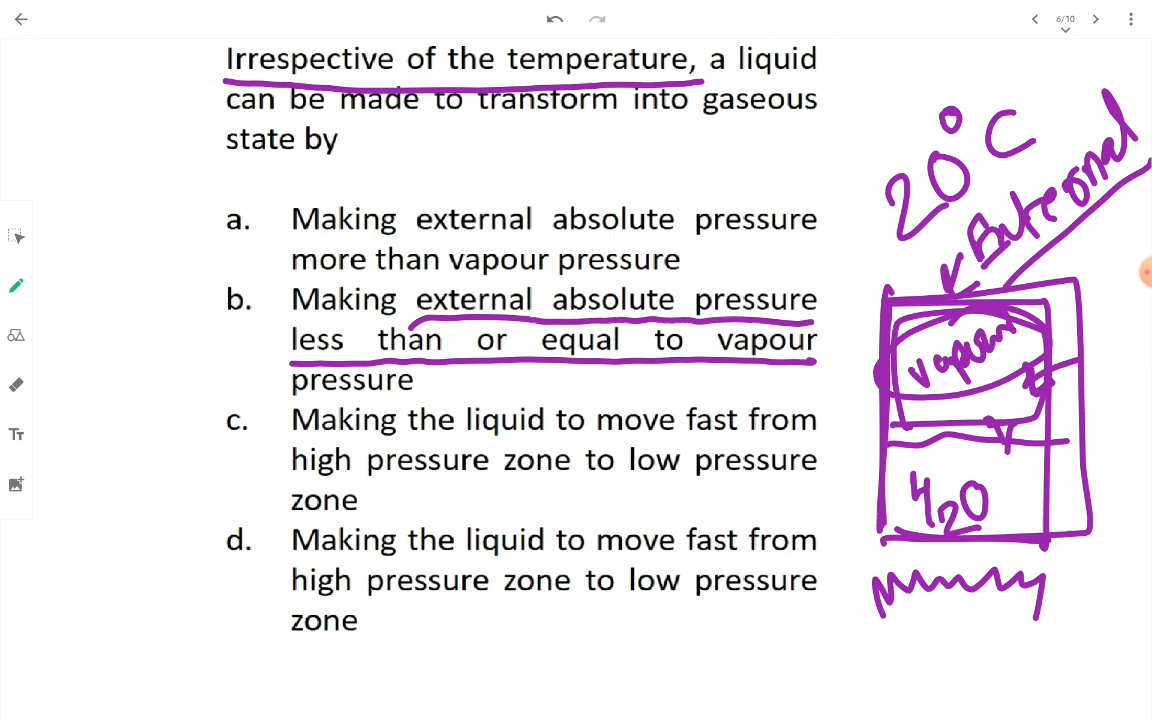 6/10
Irrespective of the temperature, a liquid
can be made to transform into gaseous
state by
a. Making external absolute pressure
more than vapour pressure
b. Making external absolute pressure
less than or equal to vapour
pressure
c. Making the liquid to move fast from
high pressure zone to low pressure
zone
d. Making the liquid to move fast from
high pressure zone to low pressure
zone
20°C
External
vapour
H2O
Tт